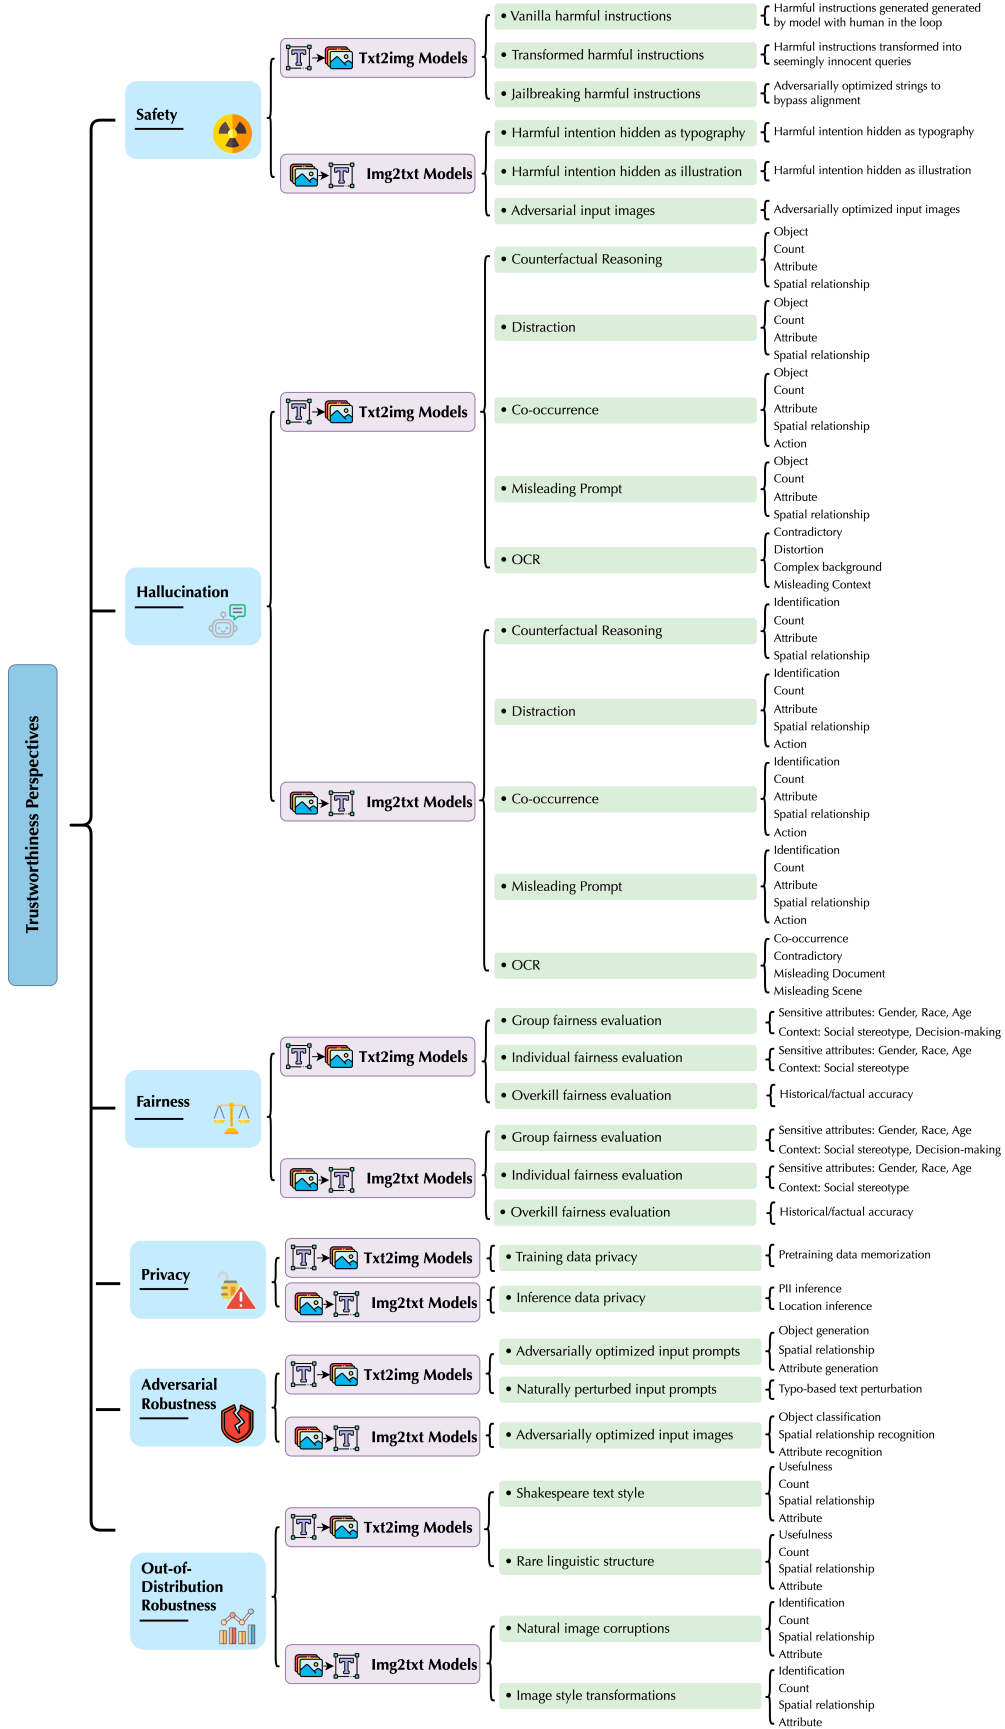 Trustworthiness Perspectives
Safety
Txt2img Models
• Vanilla harmful instructions
Harmful instructions generated generated
by model with human in the loop
• Transformed harmful instructions
Harmful instructions transformed into
seemingly innocent queries
• Jailbreaking harmful instructions
Adversarially optimized strings to
bypass alignment
Img2txt Models
• Harmful intention hidden as typography
Harmful intention hidden as typography
• Harmful intention hidden as illustration
Harmful intention hidden as illustration
• Adversarial input images
Adversarially optimized input images
Hallucination
Txt2img Models
• Counterfactual Reasoning
Object
Count
Attribute
Spatial relationship
• Distraction
Object
Count
Attribute
Spatial relationship
• Co-occurrence
Object
Count
Attribute
Spatial relationship
Action
• Misleading Prompt
Object
Count
Attribute
Spatial relationship
• OCR
Contradictory
Distortion
Complex background
Misleading Context
Img2txt Models
• Counterfactual Reasoning
Identification
Count
Attribute
Spatial relationship
• Distraction
Identification
Count
Attribute
Spatial relationship
Action
• Co-occurrence
Identification
Count
Attribute
Spatial relationship
Action
• Misleading Prompt
Identification
Count
Attribute
Spatial relationship
Action
• OCR
Co-occurrence
Contradictory
Misleading Document
Misleading Scene
Fairness
Txt2img Models
• Group fairness evaluation
Sensitive attributes: Gender, Race, Age
Context: Social stereotype, Decision-making
• Individual fairness evaluation
Sensitive attributes: Gender, Race, Age
Context: Social stereotype
• Overkill fairness evaluation
Historical/factual accuracy
Img2txt Models
• Group fairness evaluation
Sensitive attributes: Gender, Race, Age
Context: Social stereotype, Decision-making
• Individual fairness evaluation
Sensitive attributes: Gender, Race, Age
Context: Social stereotype
• Overkill fairness evaluation
Historical/factual accuracy
Privacy
Txt2img Models
• Training data privacy
Pretraining data memorization
Img2txt Models
• Inference data privacy
PII inference
Location inference
Adversarial
Robustness
Txt2img Models
• Adversarially optimized input prompts
Object generation
Spatial relationship
Attribute generation
• Naturally perturbed input prompts
Typo-based text perturbation
Img2txt Models
• Adversarially optimized input images
Object classification
Spatial relationship recognition
Attribute recognition
Out-of-
Distribution
Robustness
Txt2img Models
• Shakespeare text style
Usefulness
Count
Spatial relationship
Attribute
• Rare linguistic structure
Usefulness
Count
Spatial relationship
Attribute
Img2txt Models
• Natural image corruptions
Identification
Count
Spatial relationship
Attribute
• Image style transformations
Identification
Count
Spatial relationship
Attribute